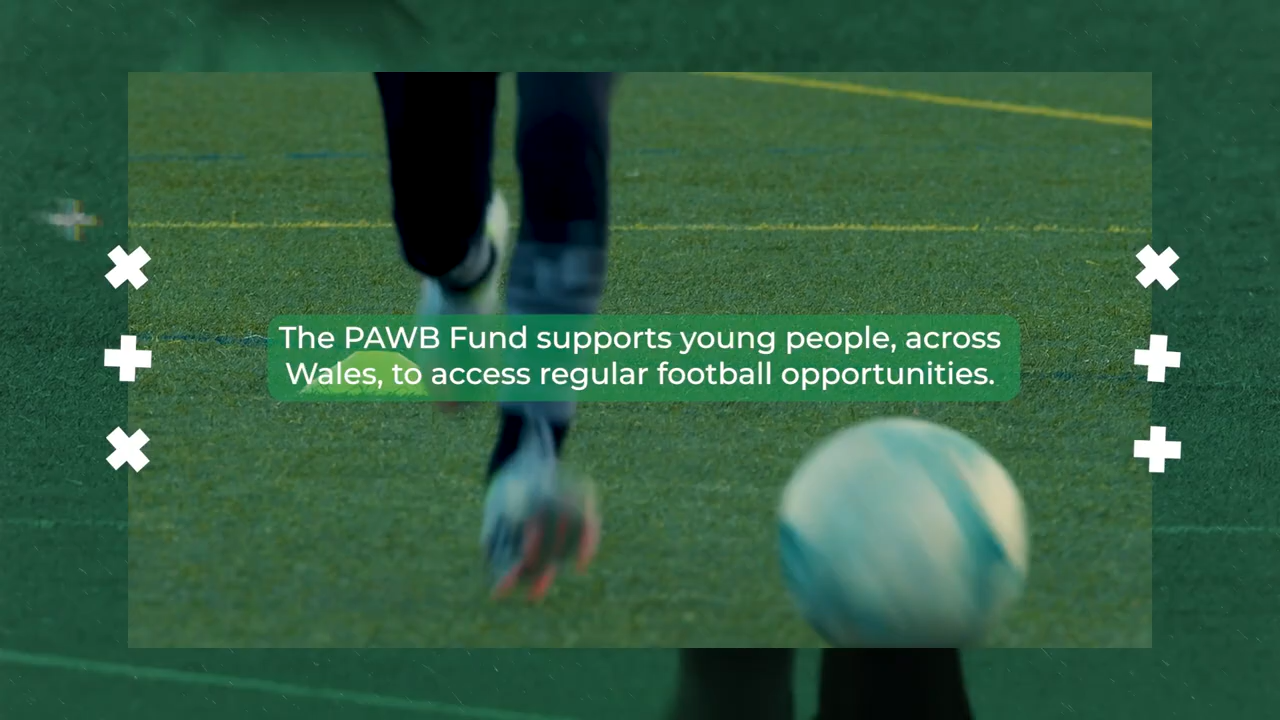 The PAWB Fund supports young people, across
Wales, to access regular football opportunities.